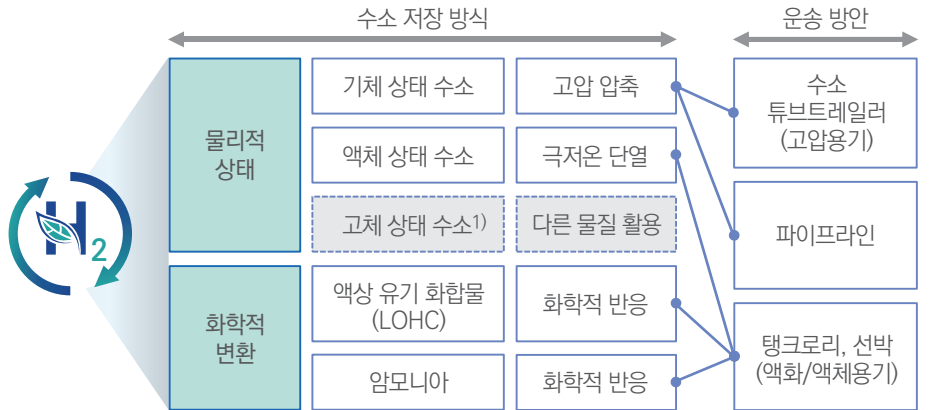 수소 저장 방식
운송 방안
물리적
상태
기체 상태 수소
고압 압축
액체 상태 수소
극저온 단열
고체 상태 수소1)
다른 물질 활용
화학적
변환
액상 유기 화합물
(LOHC)
화학적 반응
암모니아
화학적 반응
수소
튜브트레일러
(고압용기)
파이프라인
탱크로리, 선박
(액화/액체용기)
H2